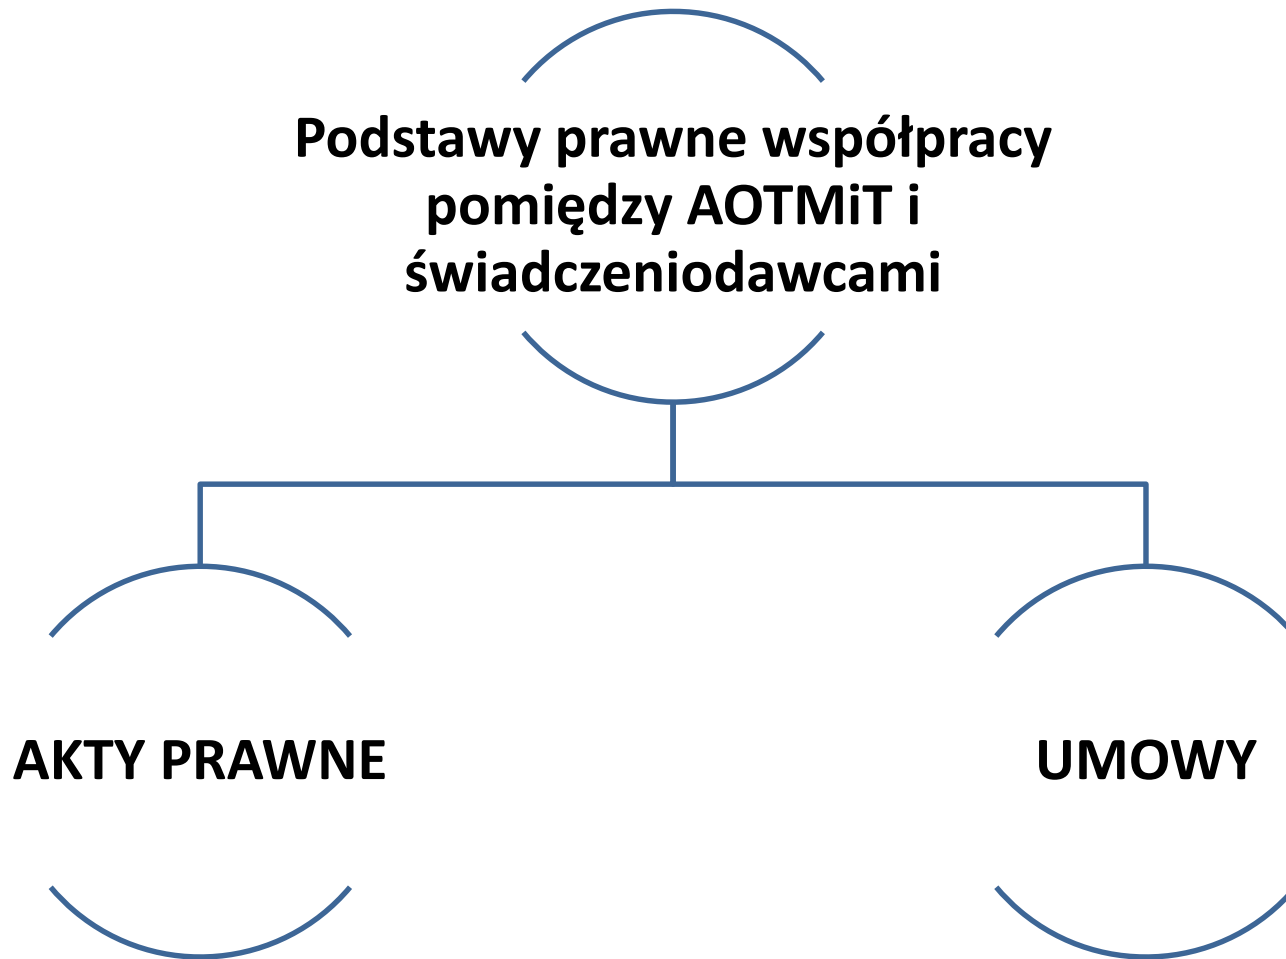 Podstawy prawne współpracy
pomiędzy AOTMiT i
świadczeniodawcami
AKTY PRAWNE
UMOWY